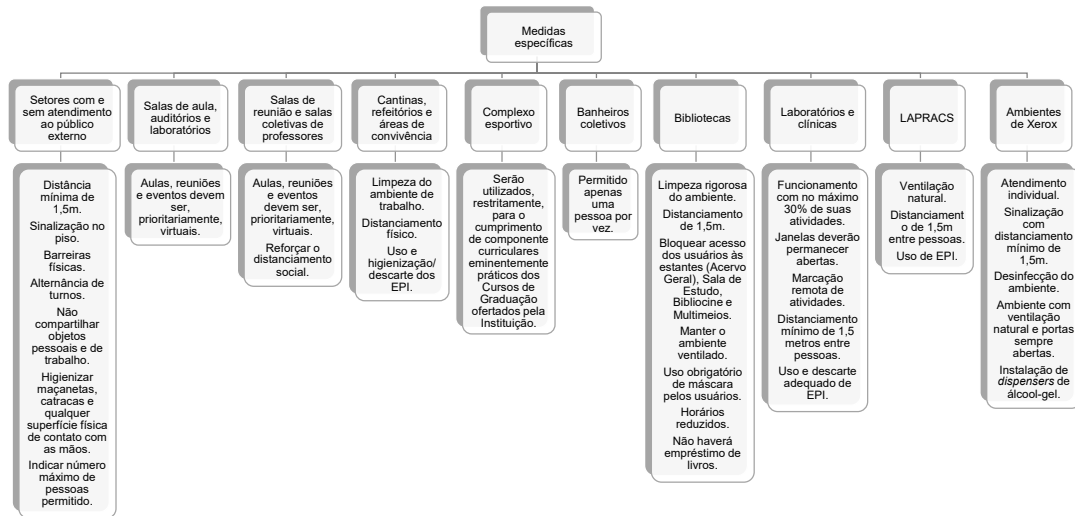 Medidas
específicas
Setores com e
sem atendimento
ao público
externo
Salas de aula,
auditórios e
laboratórios
Salas de
reunião e salas
coletivas de
professores
Cantinas,
refeitórios e
áreas de
convivência
Complexo
esportivo
Banheiros
coletivos
Bibliotecas
Laboratórios e
clínicas
LAPRACS
Ambientes
de Xerox
Distância
mínima de
1,5m.
Sinalização no
piso.
Barreiras
físicas.
Alternância de
turnos.
Não
compartilhar
objetos
pessoais e de
trabalho.
Higienizar
maçanetas,
catracas e
qualquer
superfície física
de contato com
as mãos.
Indicar número
máximo de
pessoas
permitido.
Aulas, reuniões
e eventos devem
ser,
prioritariamente,
virtuais.
Aulas, reuniões
e eventos
devem ser,
prioritariamente,
virtuais.
Reforçar o
distanciamento
social.
Limpeza do
ambiente de
trabalho.
Distanciamento
físico.
Uso e
higienização/
descarte dos
EPI.
Serão
utilizados,
restritamente,
para o
cumprimento
de componente
curriculares
eminentemente
práticos dos
Cursos de
Graduação
ofertados pela
Instituição.
Permitido
apenas
uma
pessoa por
vez.
Limpeza rigorosa
do ambiente.
Distanciamento
de 1,5m.
Bloquear acesso
dos usuários às
estantes (Acervo
Geral), Sala de
Estudo,
Bibliocine e
Multimeios.
Manter o
ambiente
ventilado.
Uso obrigatório
de máscara
pelos usuários.
Horários
reduzidos.
Não haverá
empréstimo de
livros.
Funcionamento
com no máximo
30% de suas
atividades.
Janelas deverão
permanecer
abertas.
Marcação
remota de
atividades.
Distanciamento
mínimo de 1,5
metros entre
pessoas.
Uso e descarte
adequado de
EPI.
Ventilação
natural.
Distanciament
o de 1,5m
entre pessoas.
Uso de EPI.
Atendimento
individual.
Sinalização
com
distanciamento
mínimo de
1,5m.
Desinfecção do
ambiente.
Ambiente com
ventilação
natural e portas
sempre
abertas.
Instalação de
dispensers de
álcool-gel.